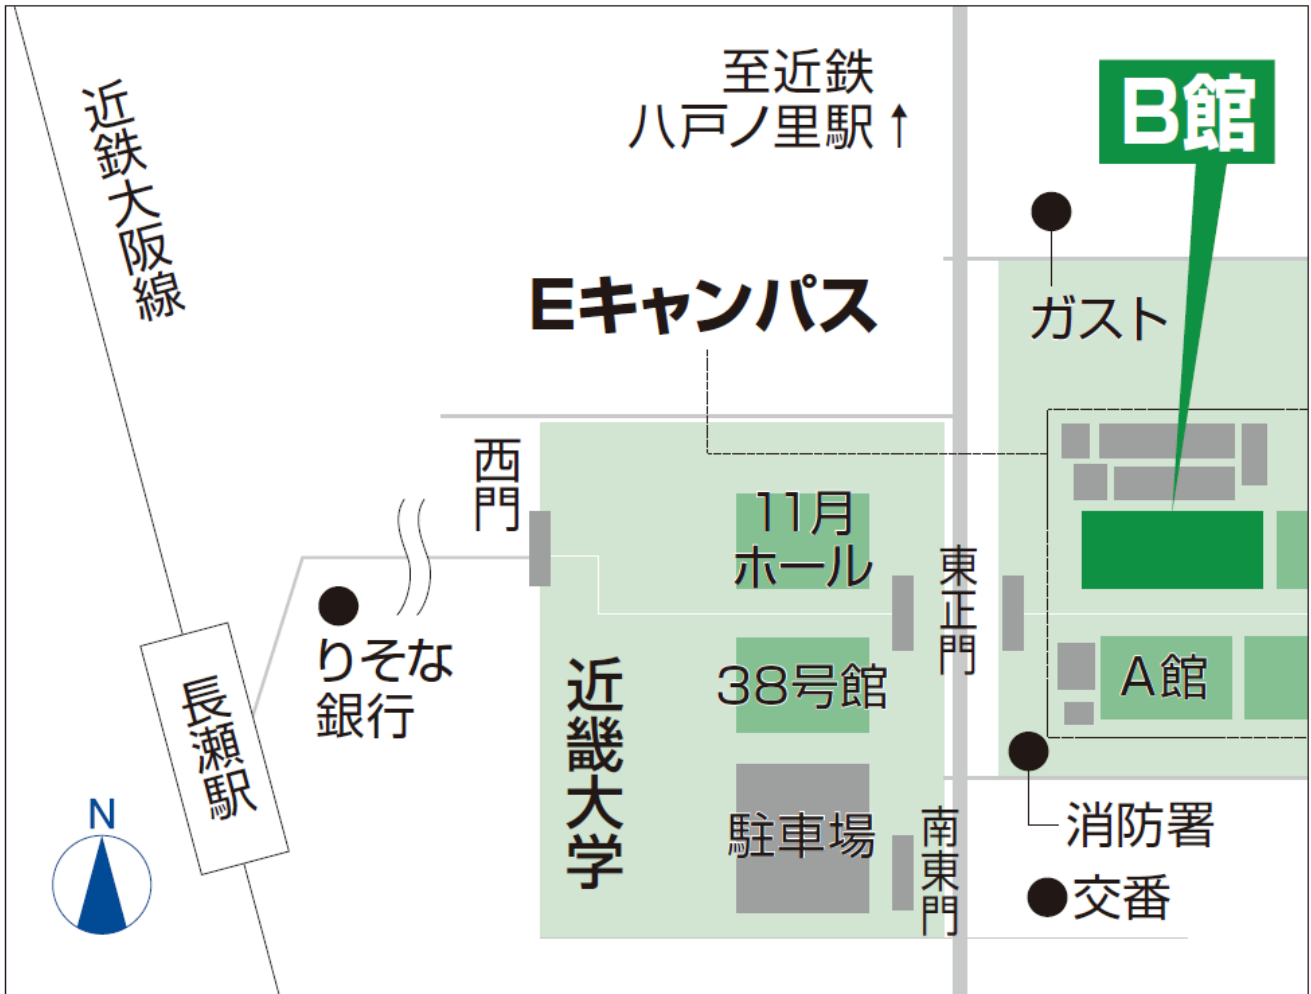 至近鉄
八戸ノ里駅↑
B館
近鉄大阪線
ガスト
Eキャンパス
西門
11月
ホール
東正門
りそな
銀行
近畿大学
38号館
A館
長瀬駅
N
駐車場
南東門
消防署
交番